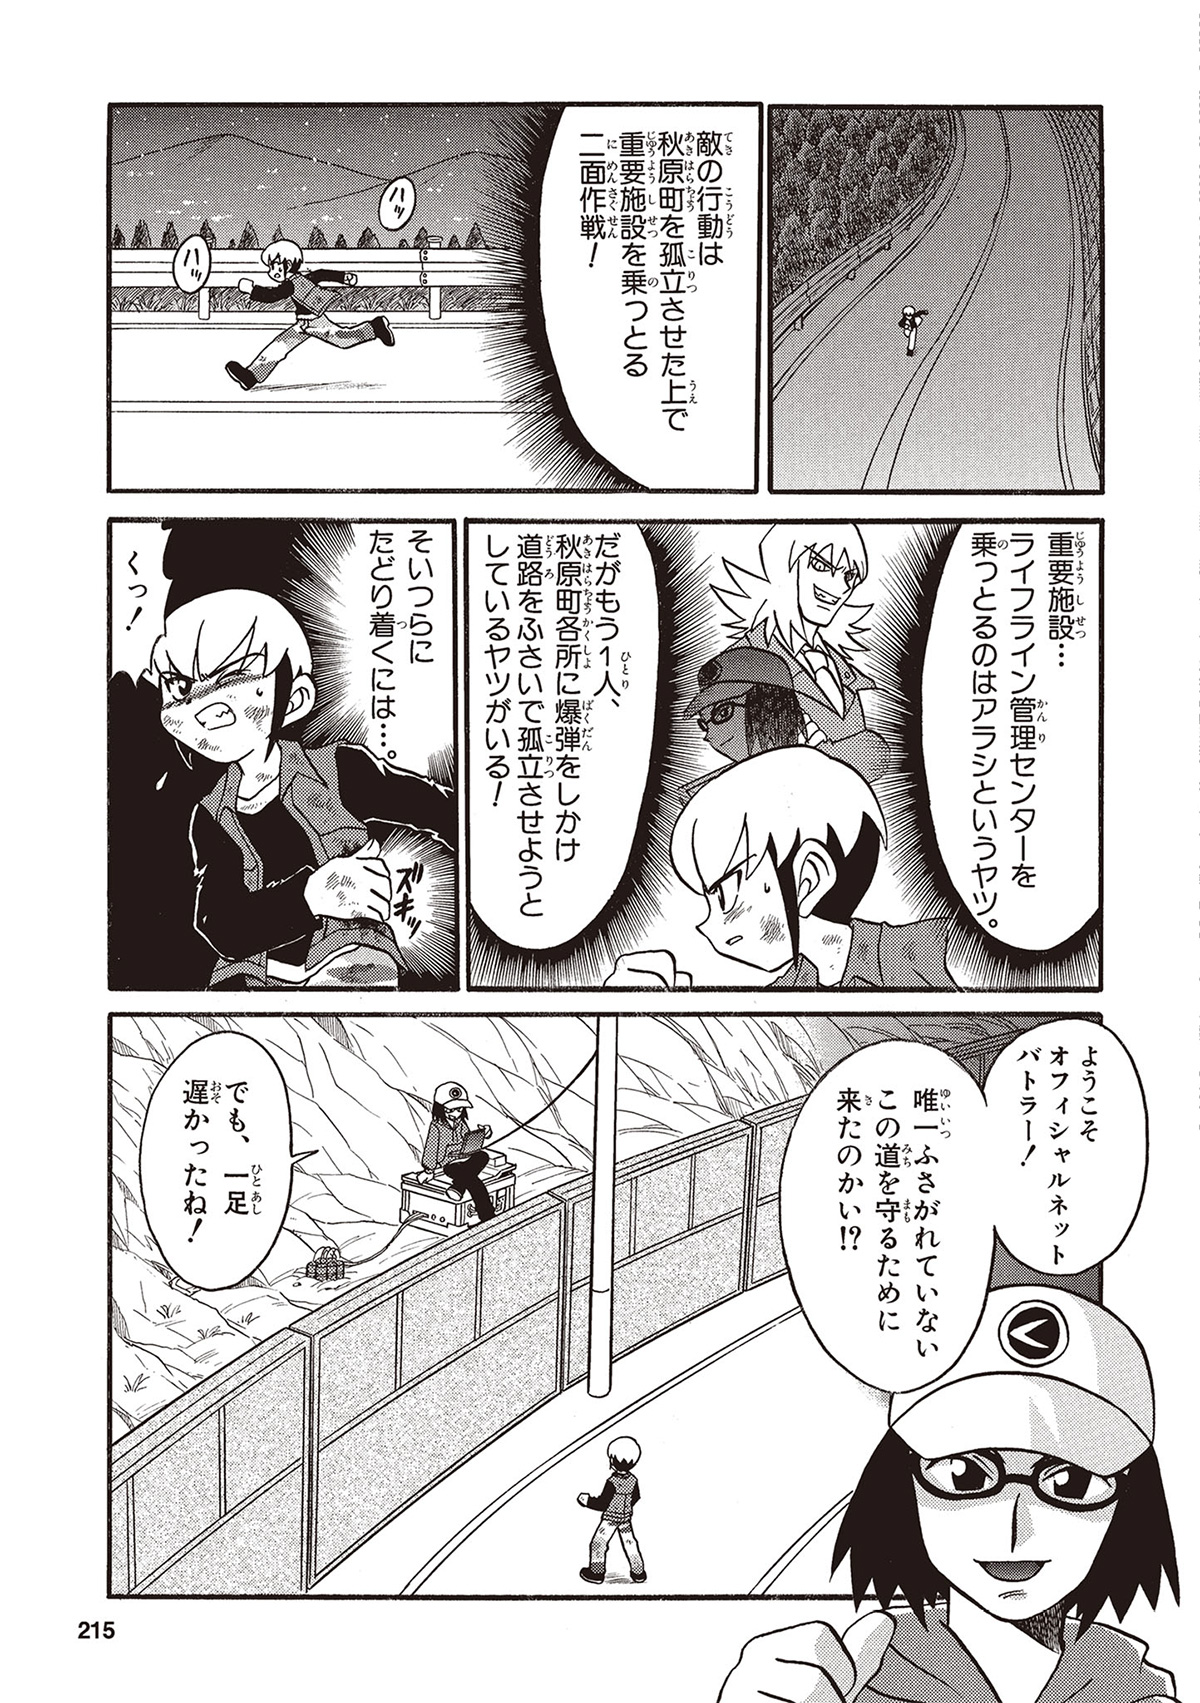 敵の行動は
秋原町を孤立させた上で
重要施設を乗っとる
二面作戦！
ハッ
ハッ
重要施設…
ライフライン管理センターを
乗っとるのはアラシというヤツ。
だがもう1人、
秋原町各所に爆弾をしかけ
道路をふさいで孤立させようと
しているヤツがいる！
そいつらに
たどり着くには…。
くっ！
ズキッ
ようこそ
オフィシャルネット
バトラー！
唯一ふさがれていない
この道を守るために
来たのかい!?
でも、一足
遅かったね！
215